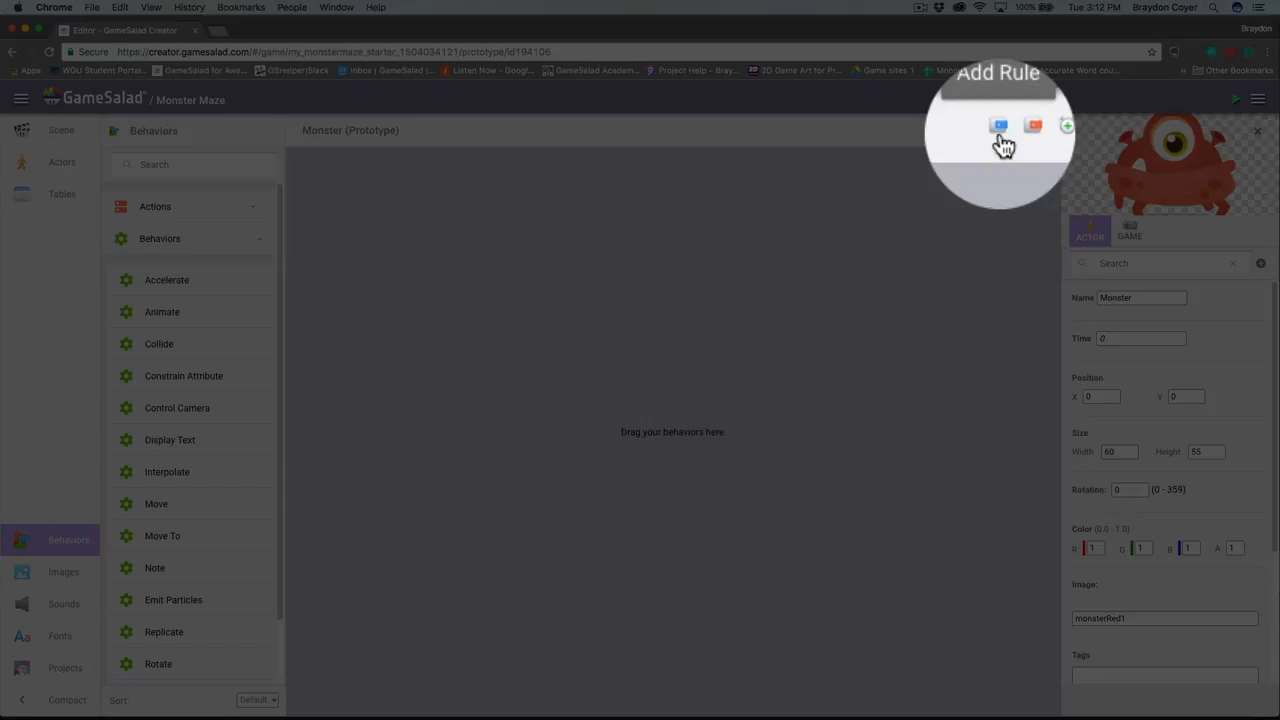 Chrome File Edit View History Bookmarks People Window Help 100% Tue 3:12 PM Braydon Coyer
Editor - GameSalad Creator Braydon
Secure https://creator.gamesalad.com/#/game/my_monstermaze_starter_1504034121/prototype/id194106
Apps WGU Student Portal... GameSalad for Awe... GSHelper|Slack Inbox | GameSalad | ... Listen Now - Googl... GameSalad Academ... Project Help - Bray... 2D Game Art for Pr... Game sites 1 accurate Word cou... » Other Bookmarks
Add Rule
GameSalad® / Monster Maze
Scene
Actors
Tables
Behaviors
Images
Sounds
Aa Fonts
Projects
Compact
Behaviors
Search
Actions
Behaviors
Accelerate
Animate
Collide
Constrain Attribute
Control Camera
Display Text
Interpolate
Move
Move To
Note
Emit Particles
Replicate
Rotate
Sort: Default
Monster (Prototype)
Drag your behaviors here.
ACTOR GAME
Search
Name Monster
Time 0
Position
X 0 Y 0
Size
Width 60 Height 55
Rotation: 0 (0 - 359)
Color (0.0 - 1.0)
R 1 G 1 B 1 A 1
Image:
monsterRed1
Tags